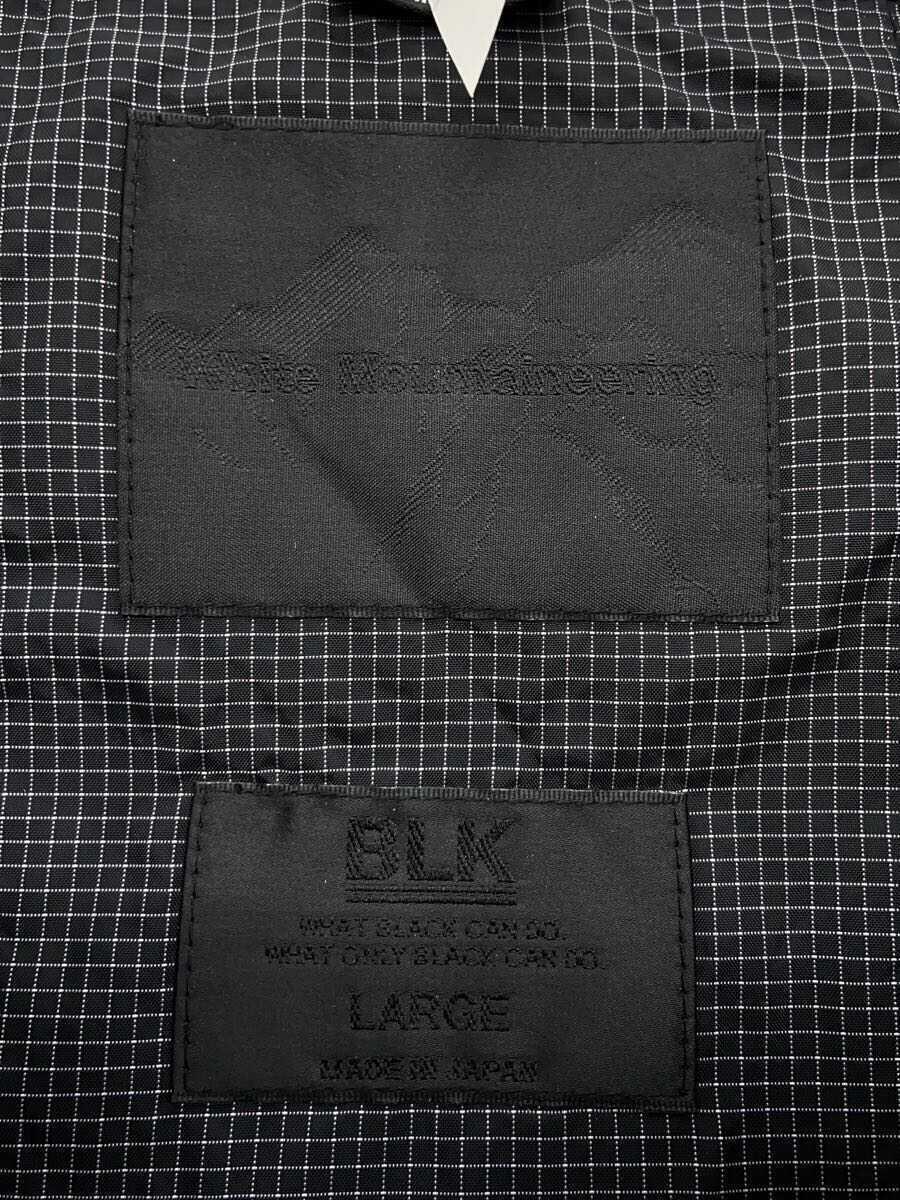 White Mountaineering
BLK
WHAT BLACK CAN DO.
WHAT ONLY BLACK CAN DO.
LARGE
MADE IN JAPAN